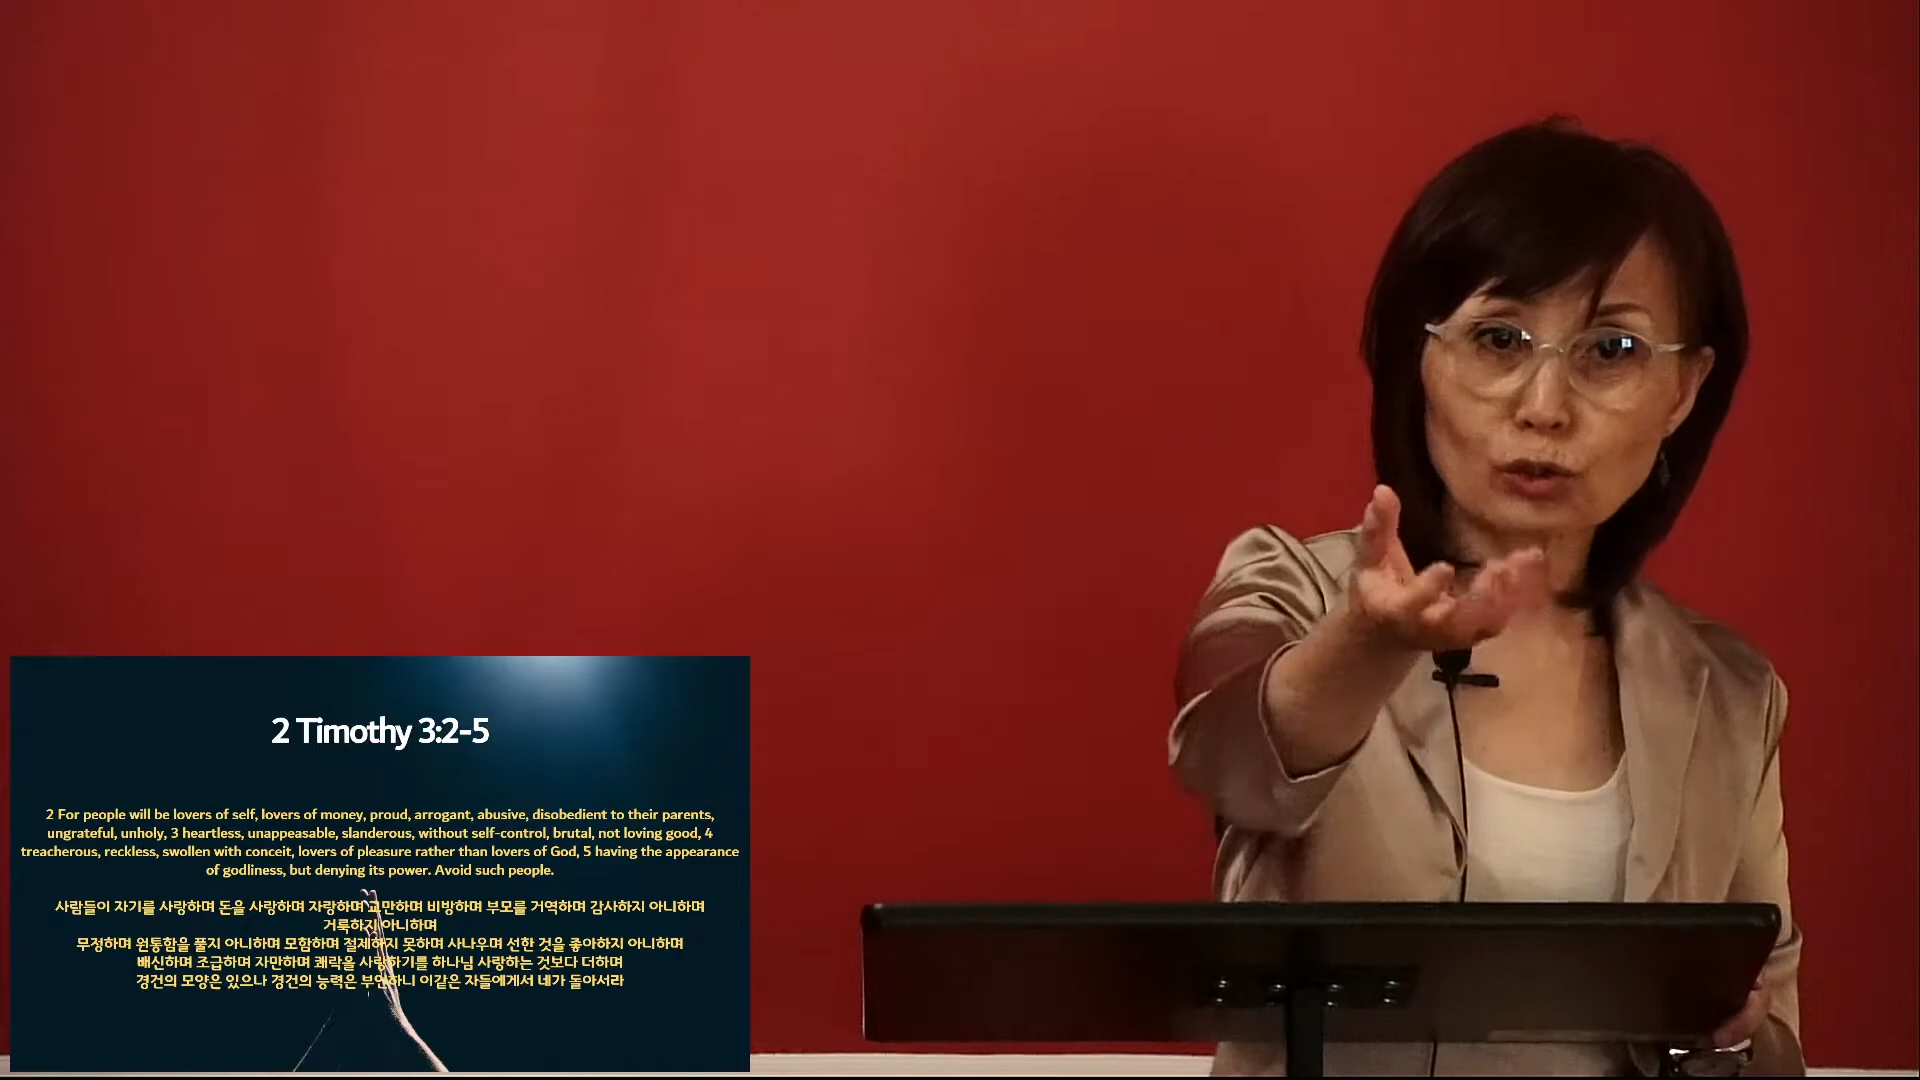 2 Timothy 3:2-5
2 For people will be lovers of self, lovers of money, proud, arrogant, abusive, disobedient to their parents,
ungrateful, unholy, 3 heartless, unappeasable, slanderous, without self-control, brutal, not loving good, 4
treacherous, reckless, swollen with conceit, lovers of pleasure rather than lovers of God, 5 having the appearance
of godliness, but denying its power. Avoid such people.
사람들이 자기를 사랑하며 돈을 사랑하며 자랑하며 교만하며 비방하며 부모를 거역하며 감사하지 아니하며
거룩하지 아니하며
무정하며 원통함을 풀지 아니하며 모함하며 절제하지 못하며 사나우며 선한 것을 좋아하지 아니하며
배신하며 조급하며 자만하며 쾌락을 사랑하기를 하나님 사랑하는 것보다 더하며
경건의 모양은 있으나 경건의 능력은 부인하니 이같은 자들에게서 네가 돌아서라